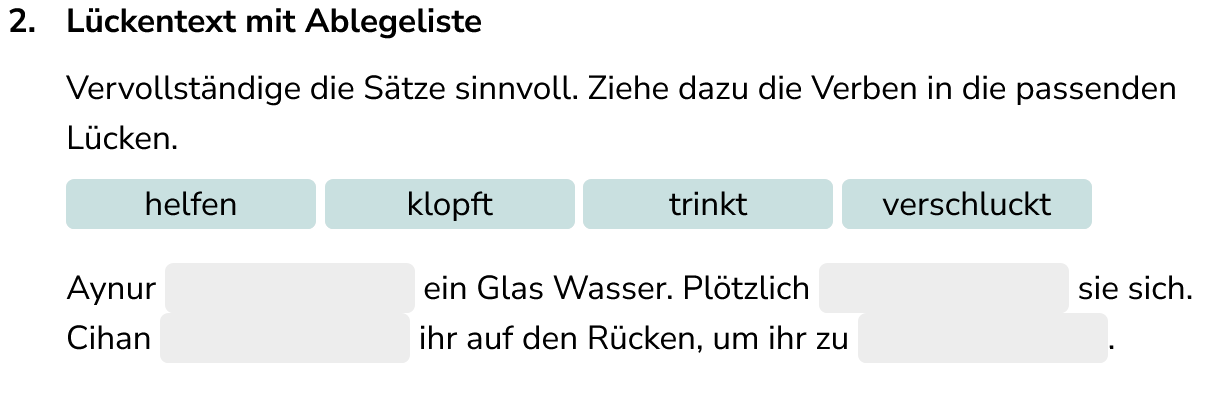 2. Lückentext mit Ablegeliste
Vervollständige die Sätze sinnvoll. Ziehe dazu die Verben in die passenden
Lücken.
helfen klopft trinkt verschluckt
Aynur ein Glas Wasser. Plötzlich sie sich.
Cihan ihr auf den Rücken, um ihr zu .